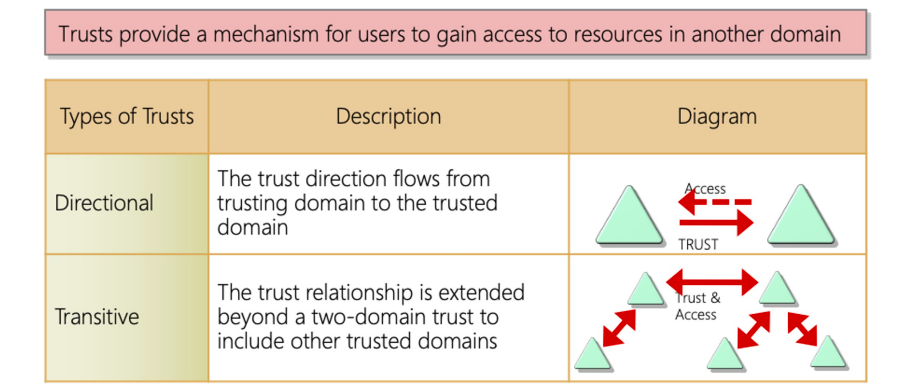 Trusts provide a mechanism for users to gain access to resources in another domain
Types of Trusts
Description
Diagram
Directional
The trust direction flows from
trusting domain to the trusted
domain
Access
TRUST
Transitive
The trust relationship is extended
beyond a two-domain trust to
include other trusted domains
Trust &
Access